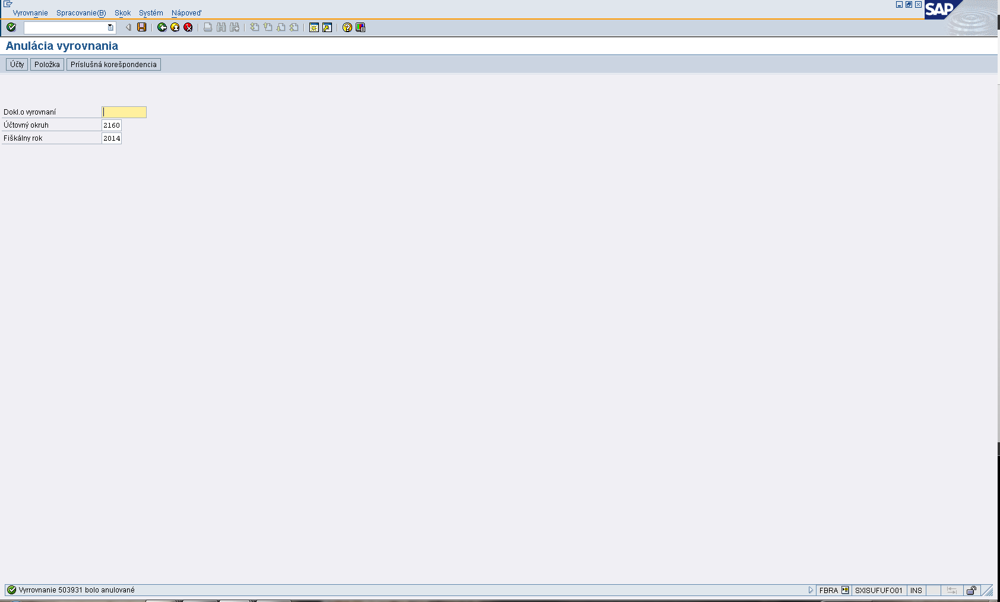 Vyrovnanie Spracovanie(B) Skok Systém Nápoveď
SAP
Anulácia vyrovnania
Účty Položka Príslušná korešpondencia
Dokl.o vyrovnaní
Účtovný okruh 2160
Fiškálny rok 2014
Vyrrovnanie 503931 bolo anulované FBRA SXISUFUFO01 INS